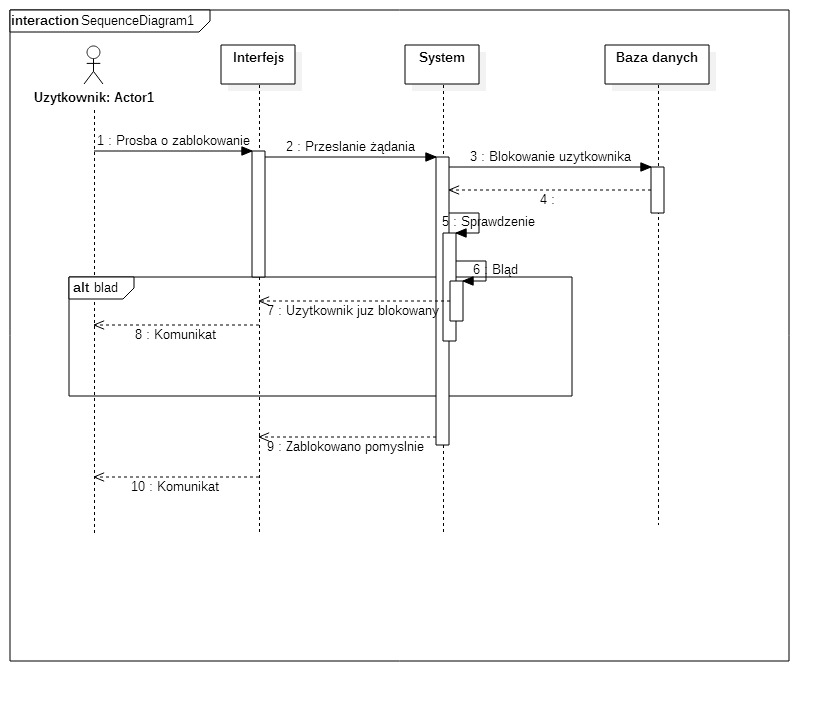 interaction SequenceDiagram1
Interfejs
System
Baza danych
Uzytkownik: Actor1
1 : Prosba o zablokowanie
2 : Przeslanie żądania
3 : Blokowanie uzytkownika
4 :
5 : Sprawdzenie
6 : Błąd
alt blad
7 : Uzytkownik juz blokowany
8 : Komunikat
9 : Zablokowano pomyslnie
10 : Komunikat